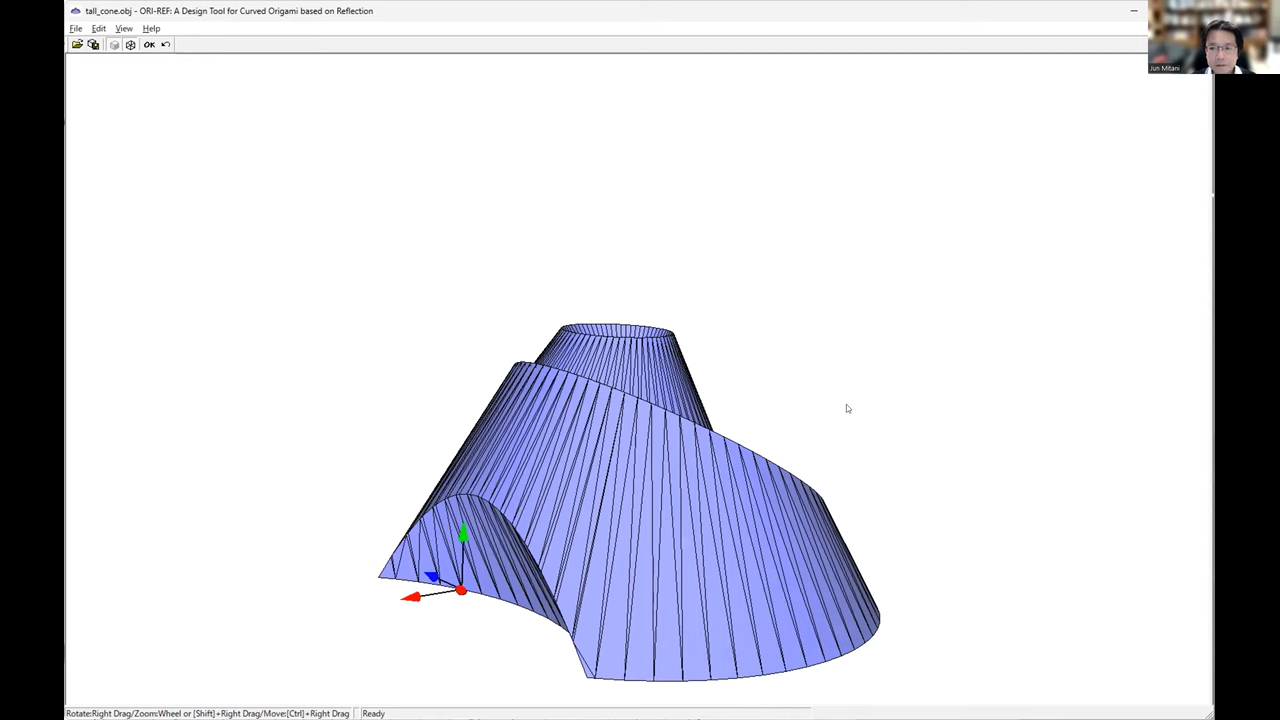 tall_cone.obj - ORI-REF: A Design Tool for Curved Origami based on Reflection
File Edit View Help
OK
Jun Mitani
Rotate:Right Drag/Zoom:Wheel or [Shift]+Right Drag/Move:[Ctrl]+Right Drag Ready